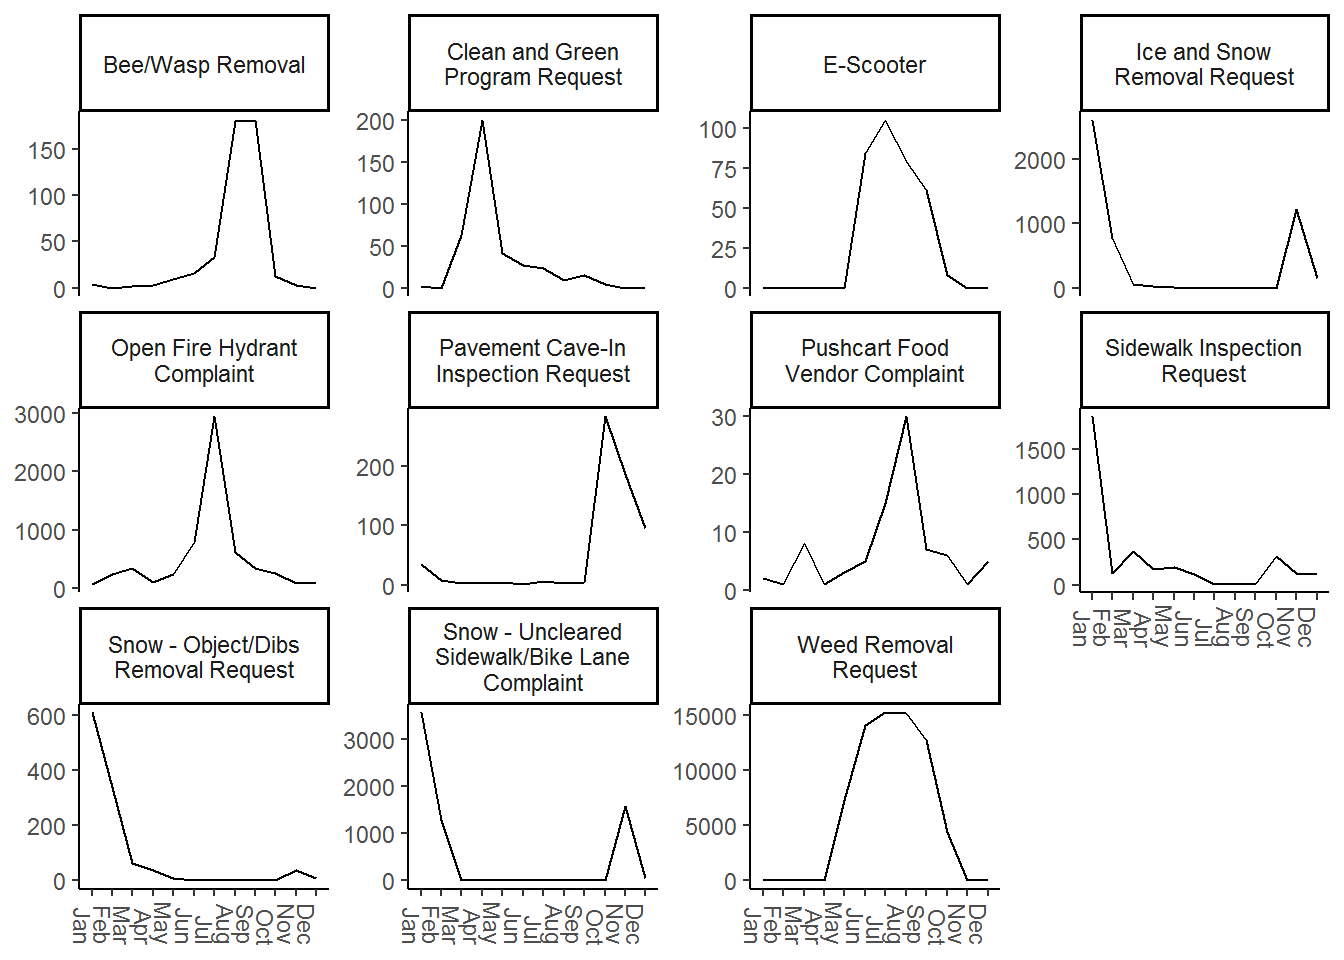 Bee/Wasp Removal
Clean and Green
Program Request
E-Scooter
Ice and Snow
Removal Request
150
100
50
0
200
150
100
50
0
100
75
50
25
0
2000
1000
0
Open Fire Hydrant
Complaint
Pavement Cave-In
Inspection Request
Pushcart Food
Vendor Complaint
Sidewalk Inspection
Request
3000
2000
1000
0
200
100
0
30
20
10
0
1500
1000
500
0
Jan
Feb
Mar
Apr
May
Jun
Jul
Aug
Sep
Oct
Nov
Dec
Snow - Object/Dibs
Removal Request
Snow - Uncleared
Sidewalk/Bike Lane
Complaint
Weed Removal
Request
600
400
200
0
3000
2000
1000
0
15000
10000
5000
0
Jan
Feb
Mar
Apr
May
Jun
Jul
Aug
Sep
Oct
Nov
Dec
Jan
Feb
Mar
Apr
May
Jun
Jul
Aug
Sep
Oct
Nov
Dec
Jan
Feb
Mar
Apr
May
Jun
Jul
Aug
Sep
Oct
Nov
Dec